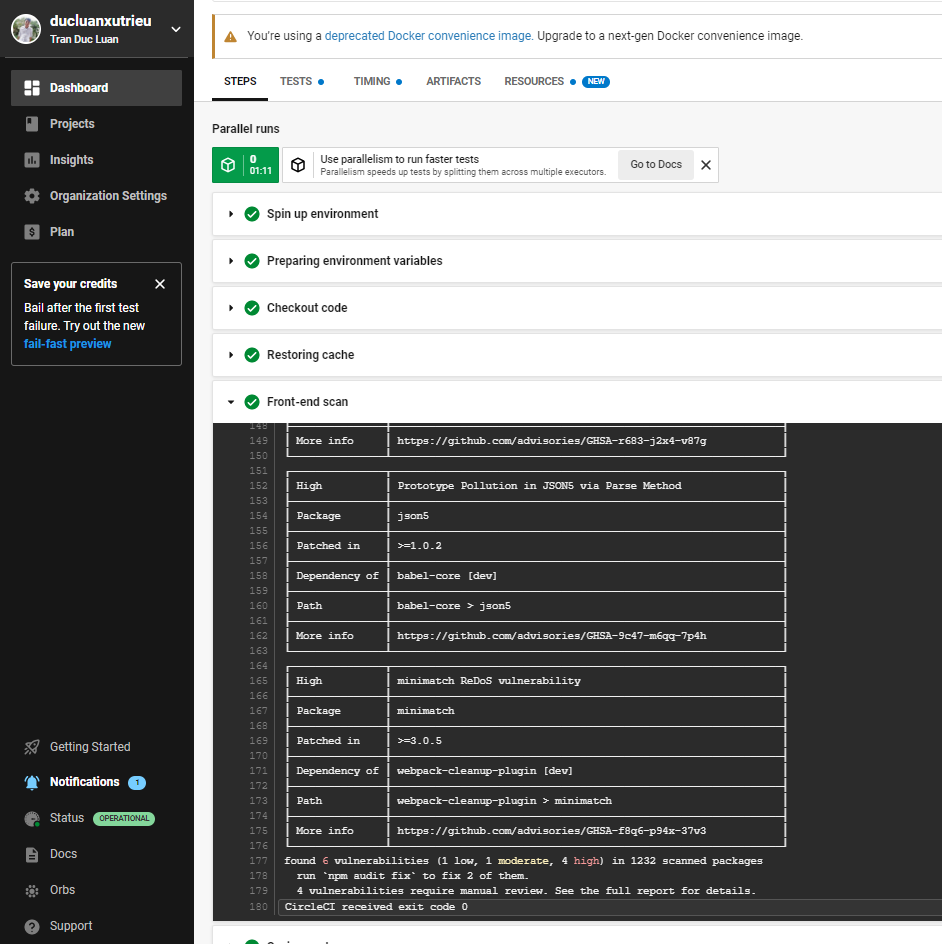 ducluanxutrieu
Tran Duc Luan
Dashboard
Projects
Insights
Organization Settings
Plan
Save your credits
Bail after the first test
failure. Try out the new
fail-fast preview
Getting Started
Notifications 1
Status OPERATIONAL
Docs
Orbs
Support
You're using a deprecated Docker convenience image. Upgrade to a next-gen Docker convenience image.
STEPS TESTS TIMING ARTIFACTS RESOURCES NEW
Parallel runs
0
01:11
Use parallelism to run faster tests
Parallelism speeds up tests by splitting them across multiple executors.
Go to Docs
Spin up environment
Preparing environment variables
Checkout code
Restoring cache
Front-end scan
148
149 More info https://github.com/advisories/GHSA-r683-j2x4-v87g
150
151
152 High Prototype Pollution in JSON5 via Parse Method
153
154 Package json5
155
156 Patched in >=1.0.2
157
158 Dependency of babel-core [dev]
159
160 Path babel-core > json5
161
162 More info https://github.com/advisories/GHSA-9c47-m6qq-7p4h
163
164
165 High minimatch ReDoS vulnerability
166
167 Package minimatch
168
169 Patched in >=3.0.5
170
171 Dependency of webpack-cleanup-plugin [dev]
172
173 Path webpack-cleanup-plugin > minimatch
174
175 More info https://github.com/advisories/GHSA-f8q6-p94x-37v3
176
177 found 6 vulnerabilities (1 low, 1 moderate, 4 high) in 1232 scanned packages
178 run `npm audit fix` to fix 2 of them.
179 4 vulnerabilities require manual review. See the full report for details.
180 CircleCI received exit code 0